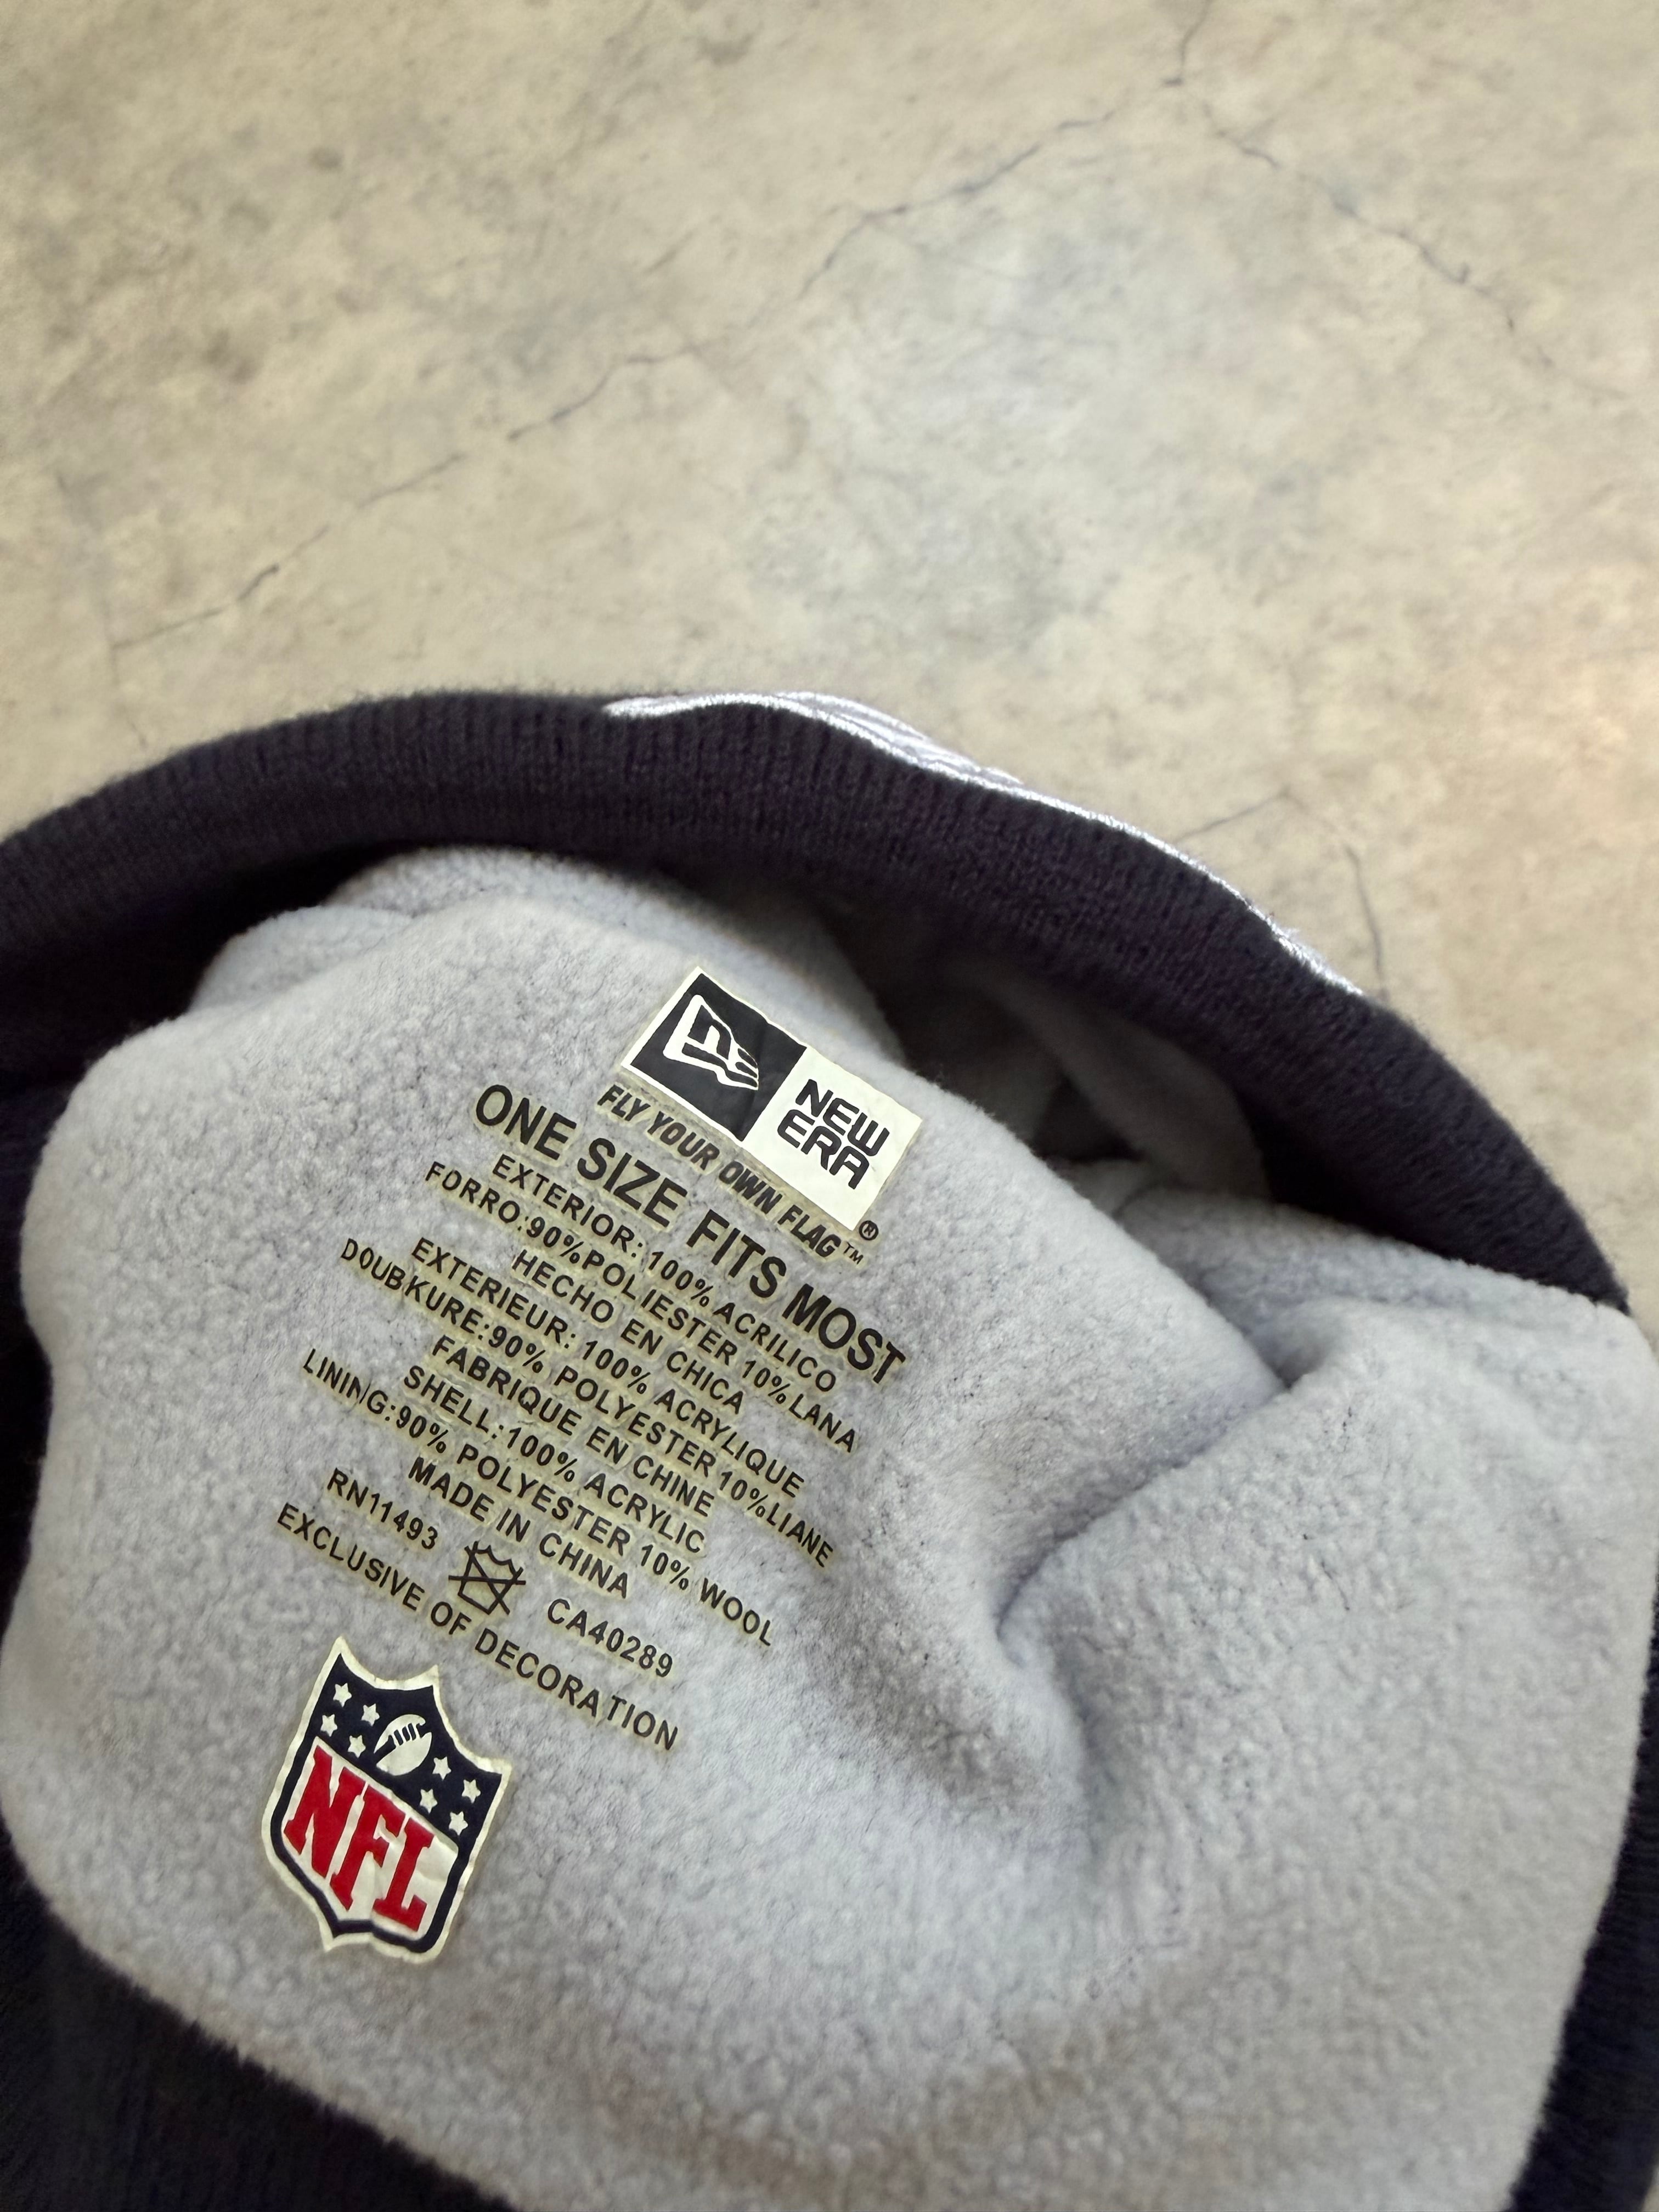 NEW
ERA
®
FLY YOUR OWN FLAG™
ONE SIZE FITS MOST
EXTERIOR: 100% ACRILICO
FORRO:90%POLIESTER 10%LANA
HECHO EN CHICA
EXTERIEUR: 100% ACRYLIQUE
DOUBKURE:90% POLYESTER 10%LIANE
FABRIQUE EN CHINE
SHELL:100% ACRYLIC
LINING:90% POLYESTER 10% WOOL
MADE IN CHINA
RN11493 CA40289
EXCLUSIVE OF DECORATION
NFL